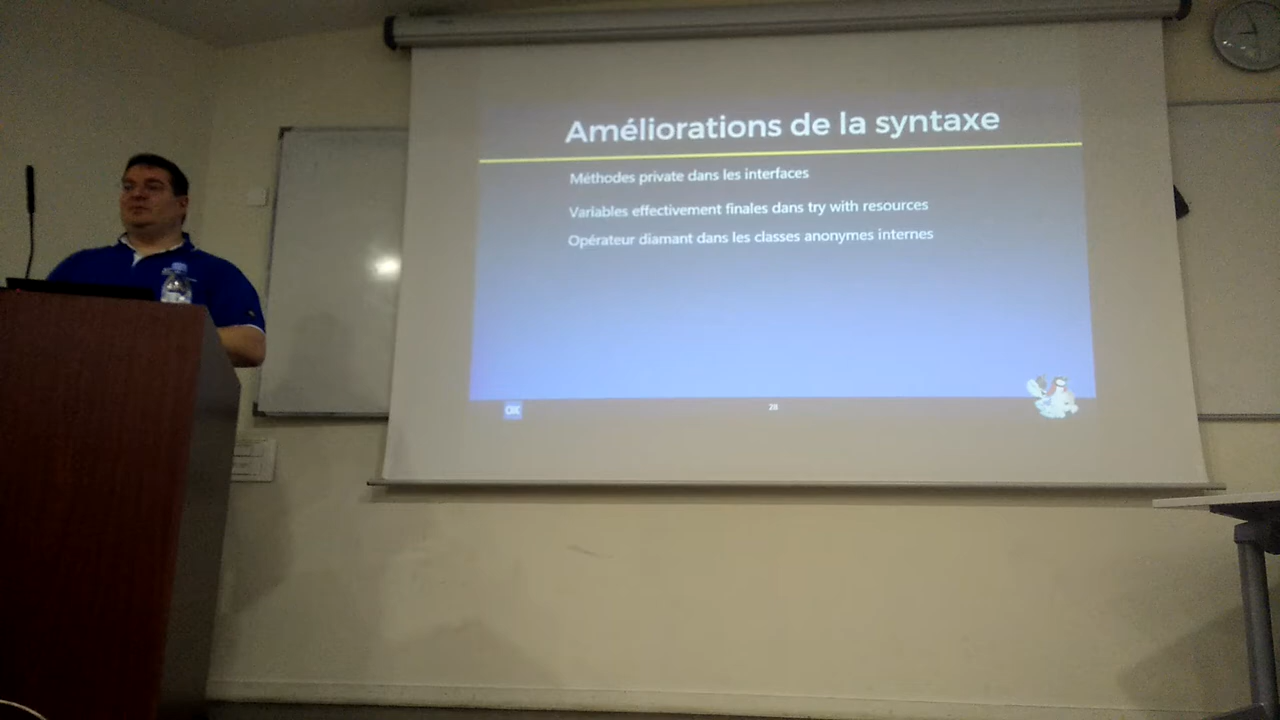 Améliorations de la syntaxe
Méthodes private dans les interfaces
Variables effectivement finales dans try with resources
Opérateur diamant dans les classes anonymes internes
28